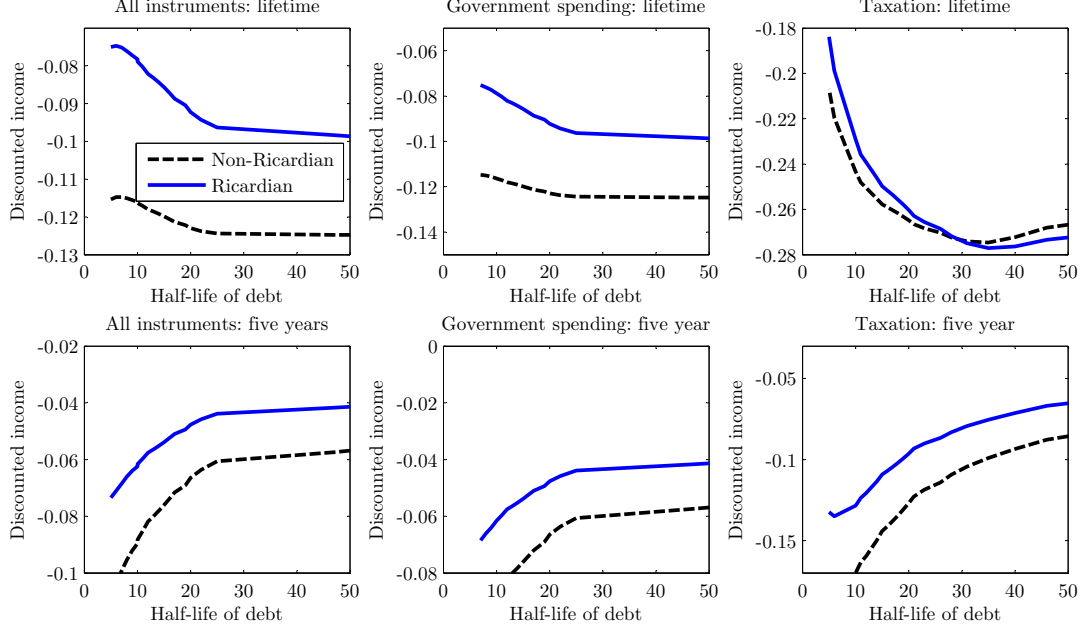 All instruments: lifetime
Government spending: lifetime
Taxation: lifetime
Discounted income
-0.08
-0.09
-0.1
-0.11
-0.12
-0.13
0 10 20 30 40 50
Half-life of debt
Non-Ricardian
Ricardian
Discounted income
-0.06
-0.08
-0.1
-0.12
-0.14
0 10 20 30 40 50
Half-life of debt
Discounted income
-0.18
-0.2
-0.22
-0.24
-0.26
-0.28
0 10 20 30 40 50
Half-life of debt
All instruments: five years
Government spending: five year
Taxation: five year
Discounted income
-0.02
-0.04
-0.06
-0.08
-0.1
0 10 20 30 40 50
Half-life of debt
Discounted income
0
-0.02
-0.04
-0.06
-0.08
0 10 20 30 40 50
Half-life of debt
Discounted income
-0.05
-0.1
-0.15
0 10 20 30 40 50
Half-life of debt